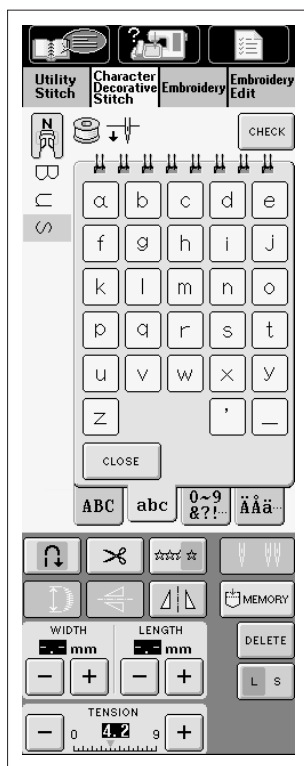 Utility Stitch
Character Decorative Stitch
Embroidery
Embroidery Edit
N
CHECK
B
U
S
a b c d e
f g h i j
k l m n o
p q r s t
u v w x y
z ' _
CLOSE
ABC abc 0~9 &?!... ÄÅä...
MEMORY
WIDTH LENGTH
-.- mm -.- mm
DELETE
- + - +
L S
TENSION
- 0 4.2 9 +